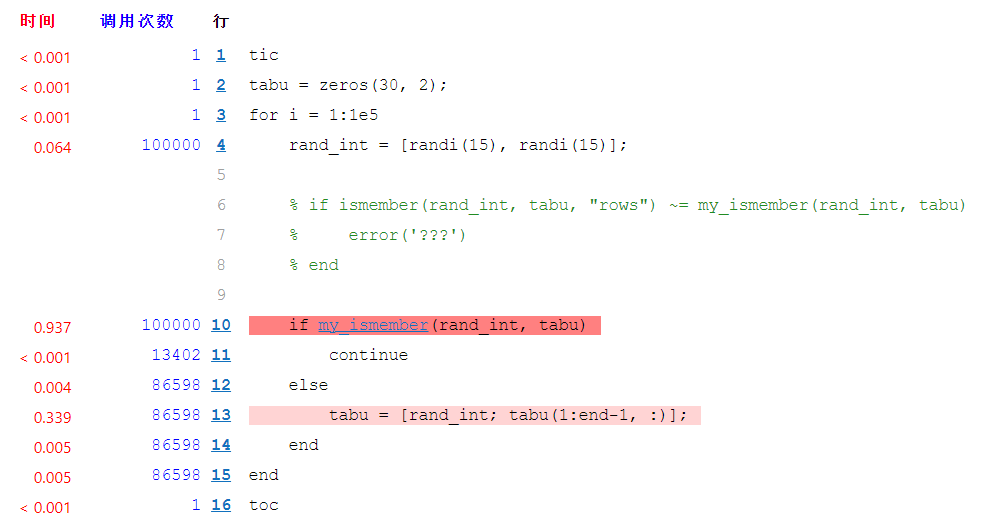 时间 调用次数 行
< 0.001 1 1 tic
< 0.001 1 2 tabu = zeros(30, 2);
< 0.001 1 3 for i = 1:1e5
0.064 100000 4 rand_int = [randi(15), randi(15)];
5
6 % if ismember(rand_int, tabu, "rows") ~= my_ismember(rand_int, tabu)
7 %     error('???')
8 % end
9
0.937 100000 10 if my_ismember(rand_int, tabu)
< 0.001 13402 11 continue
0.004 86598 12 else
0.339 86598 13 tabu = [rand_int; tabu(1:end-1, :)];
0.005 86598 14 end
0.005 86598 15 end
< 0.001 1 16 toc